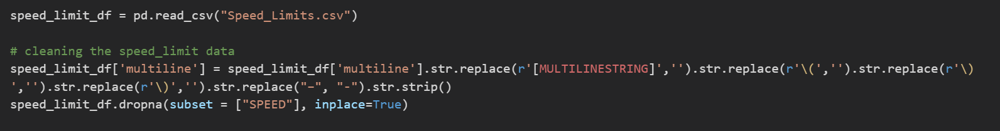 speed_limit_df = pd.read_csv("Speed_Limits.csv")
# cleaning the speed_limit data
speed_limit_df['multiline'] = speed_limit_df['multiline'].str.replace(r'[MULTILINESTRING]','').str.replace(r'\(','').str.replace(r'\)
','').str.replace(r'\)','').str.replace("−", "-").str.strip()
speed_limit_df.dropna(subset = ["SPEED"], inplace=True)